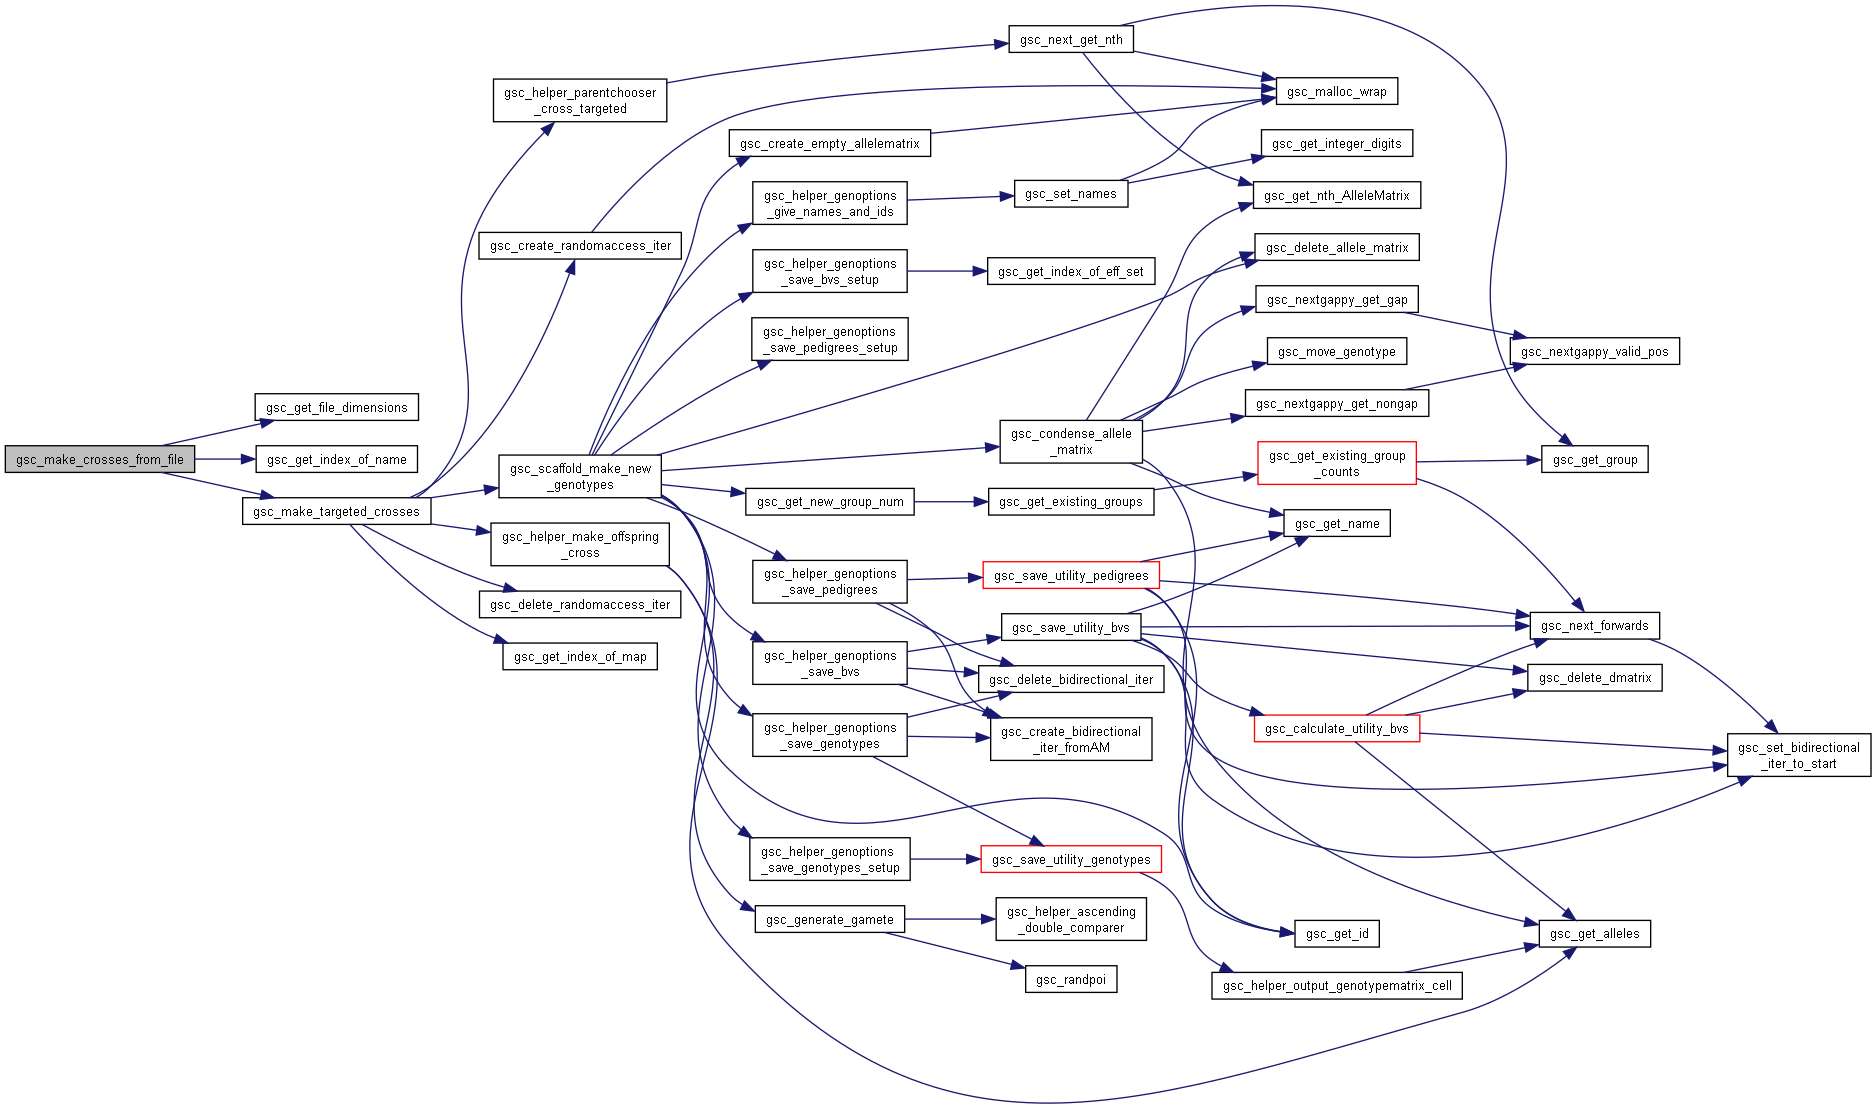 gsc_make_crosses_from_file
gsc_get_file_dimensions
gsc_get_index_of_name
gsc_make_targeted_crosses
gsc_helper_parentchooser
_cross_targeted
gsc_create_randomaccess_iter
gsc_scaffold_make_new
_genotypes
gsc_helper_make_offspring
_cross
gsc_delete_randomaccess_iter
gsc_get_index_of_map
gsc_create_empty_allelematrix
gsc_helper_genoptions
_give_names_and_ids
gsc_helper_genoptions
_save_bvs_setup
gsc_helper_genoptions
_save_pedigrees_setup
gsc_get_new_group_num
gsc_helper_genoptions
_save_pedigrees
gsc_helper_genoptions
_save_bvs
gsc_helper_genoptions
_save_genotypes
gsc_helper_genoptions
_save_genotypes_setup
gsc_generate_gamete
gsc_next_get_nth
gsc_set_names
gsc_get_index_of_eff_set
gsc_condense_allele
_matrix
gsc_get_existing_groups
gsc_save_utility_pedigrees
gsc_save_utility_bvs
gsc_delete_bidirectional_iter
gsc_create_bidirectional
_iter_fromAM
gsc_save_utility_genotypes
gsc_helper_ascending
_double_comparer
gsc_randpoi
gsc_malloc_wrap
gsc_get_integer_digits
gsc_get_nth_AlleleMatrix
gsc_delete_allele_matrix
gsc_nextgappy_get_gap
gsc_move_genotype
gsc_nextgappy_get_nongap
gsc_get_existing_group
_counts
gsc_get_name
gsc_calculate_utility_bvs
gsc_get_id
gsc_helper_output_genotypematrix_cell
gsc_nextgappy_valid_pos
gsc_get_group
gsc_next_forwards
gsc_delete_dmatrix
gsc_get_alleles
gsc_set_bidirectional
_iter_to_start